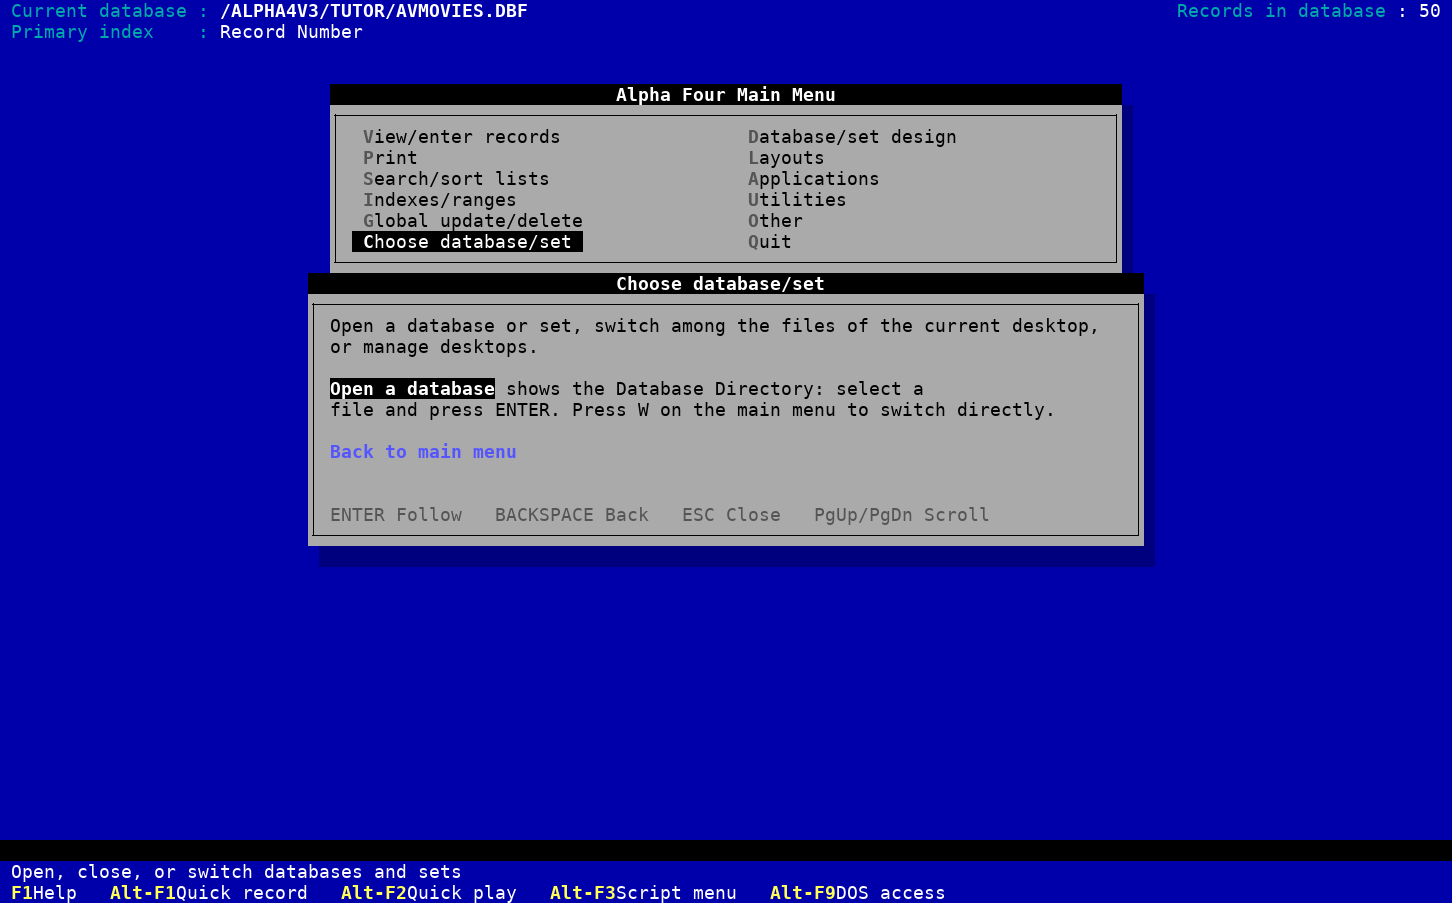 Current database : /ALPHA4V3/TUTOR/AVMOVIES.DBF Records in database : 50
Primary index    : Record Number
Alpha Four Main Menu
View/enter records Database/set design
Print Layouts
Search/sort lists Applications
Indexes/ranges Utilities
Global update/delete Other
Choose database/set Quit
Choose database/set
Open a database or set, switch among the files of the current desktop,
or manage desktops.
Open a database shows the Database Directory: select a
file and press ENTER. Press W on the main menu to switch directly.
Back to main menu
ENTER Follow   BACKSPACE Back   ESC Close   PgUp/PgDn Scroll
Open, close, or switch databases and sets
F1Help   Alt-F1Quick record   Alt-F2Quick play   Alt-F3Script menu   Alt-F9DOS access